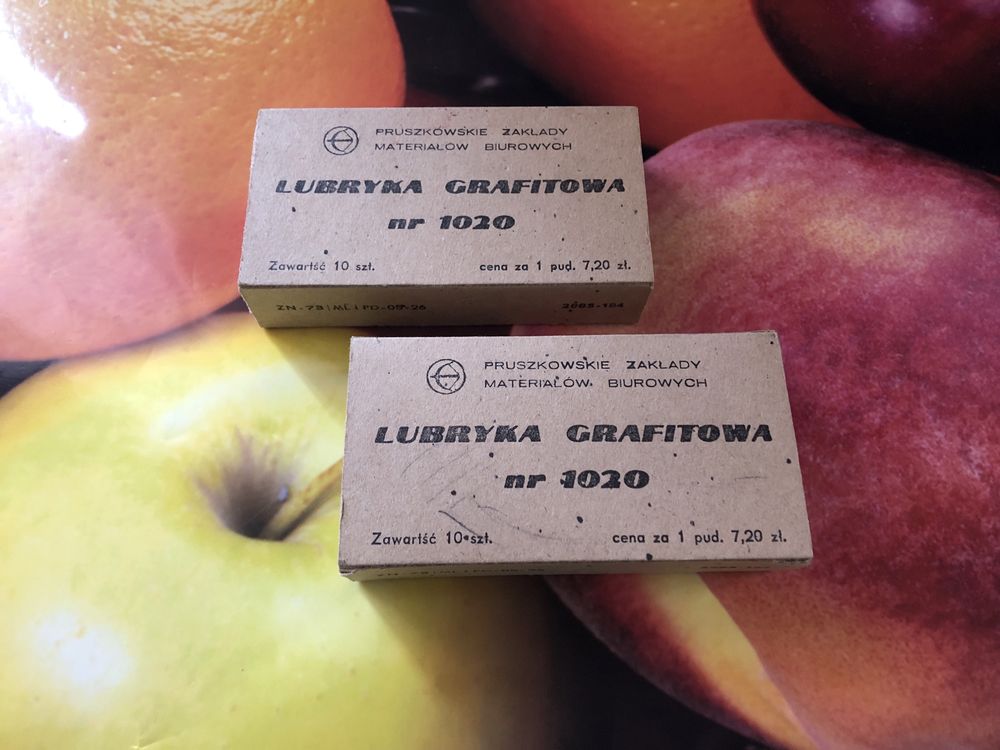 PRUSZKOWSKIE ZAKŁADY
MATERIAŁÓW BIUROWYCH
LUBRYKA GRAFITOWA
nr 1020
Zawartść 10 szt.
cena za 1 pud. 7,20 zł.
PRUSZKOWSKIE ZAKŁADY
MATERIAŁÓW BIUROWYCH
LUBRYKA GRAFITOWA
nr 1020
Zawartść 10 szt.
cena za 1 pud. 7,20 zł.